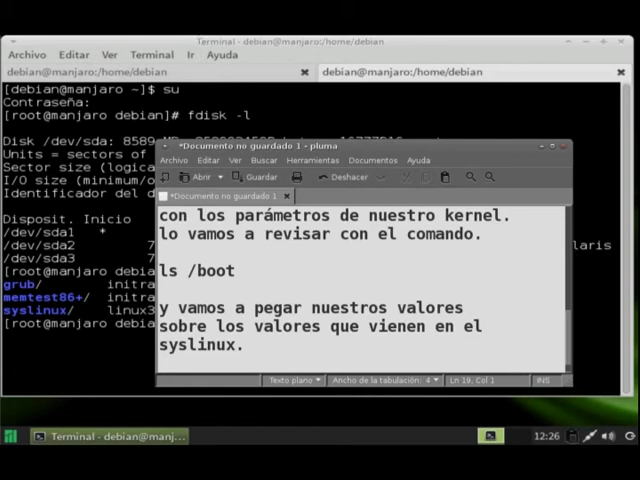 Terminal - debian@manjaro:/home/debian
Archivo Editar Ver Terminal Ir Ayuda
debian@manjaro:/home/debian
debian@manjaro:/home/debian
[debian@manjaro ~]$ su
Contraseña:
[root@manjaro debian]# fdisk -l
Disk /dev/sda: 8589
Units = sectors of
Sector size (logica
I/O size (minimum/o
Identificador del d
Disposit. Inicio
/dev/sda1 *
/dev/sda2 7
laris
/dev/sda3 7
[root@manjaro debia
grub/ initra
memtest86+/ initra
syslinux/ linux3
[root@manjaro debia
*Documento no guardado 1 - pluma
Archivo Editar Ver Buscar Herramientas Documentos Ayuda
Abrir Guardar Deshacer
*Documento no guardado 1
con los parámetros de nuestro kernel.
lo vamos a revisar con el comando.
ls /boot
y vamos a pegar nuestros valores
sobre los valores que vienen en el
syslinux.
Texto plano Ancho de la tabulación: 4 Ln 19, Col 1 INS
Terminal - debian@manj...
12:26